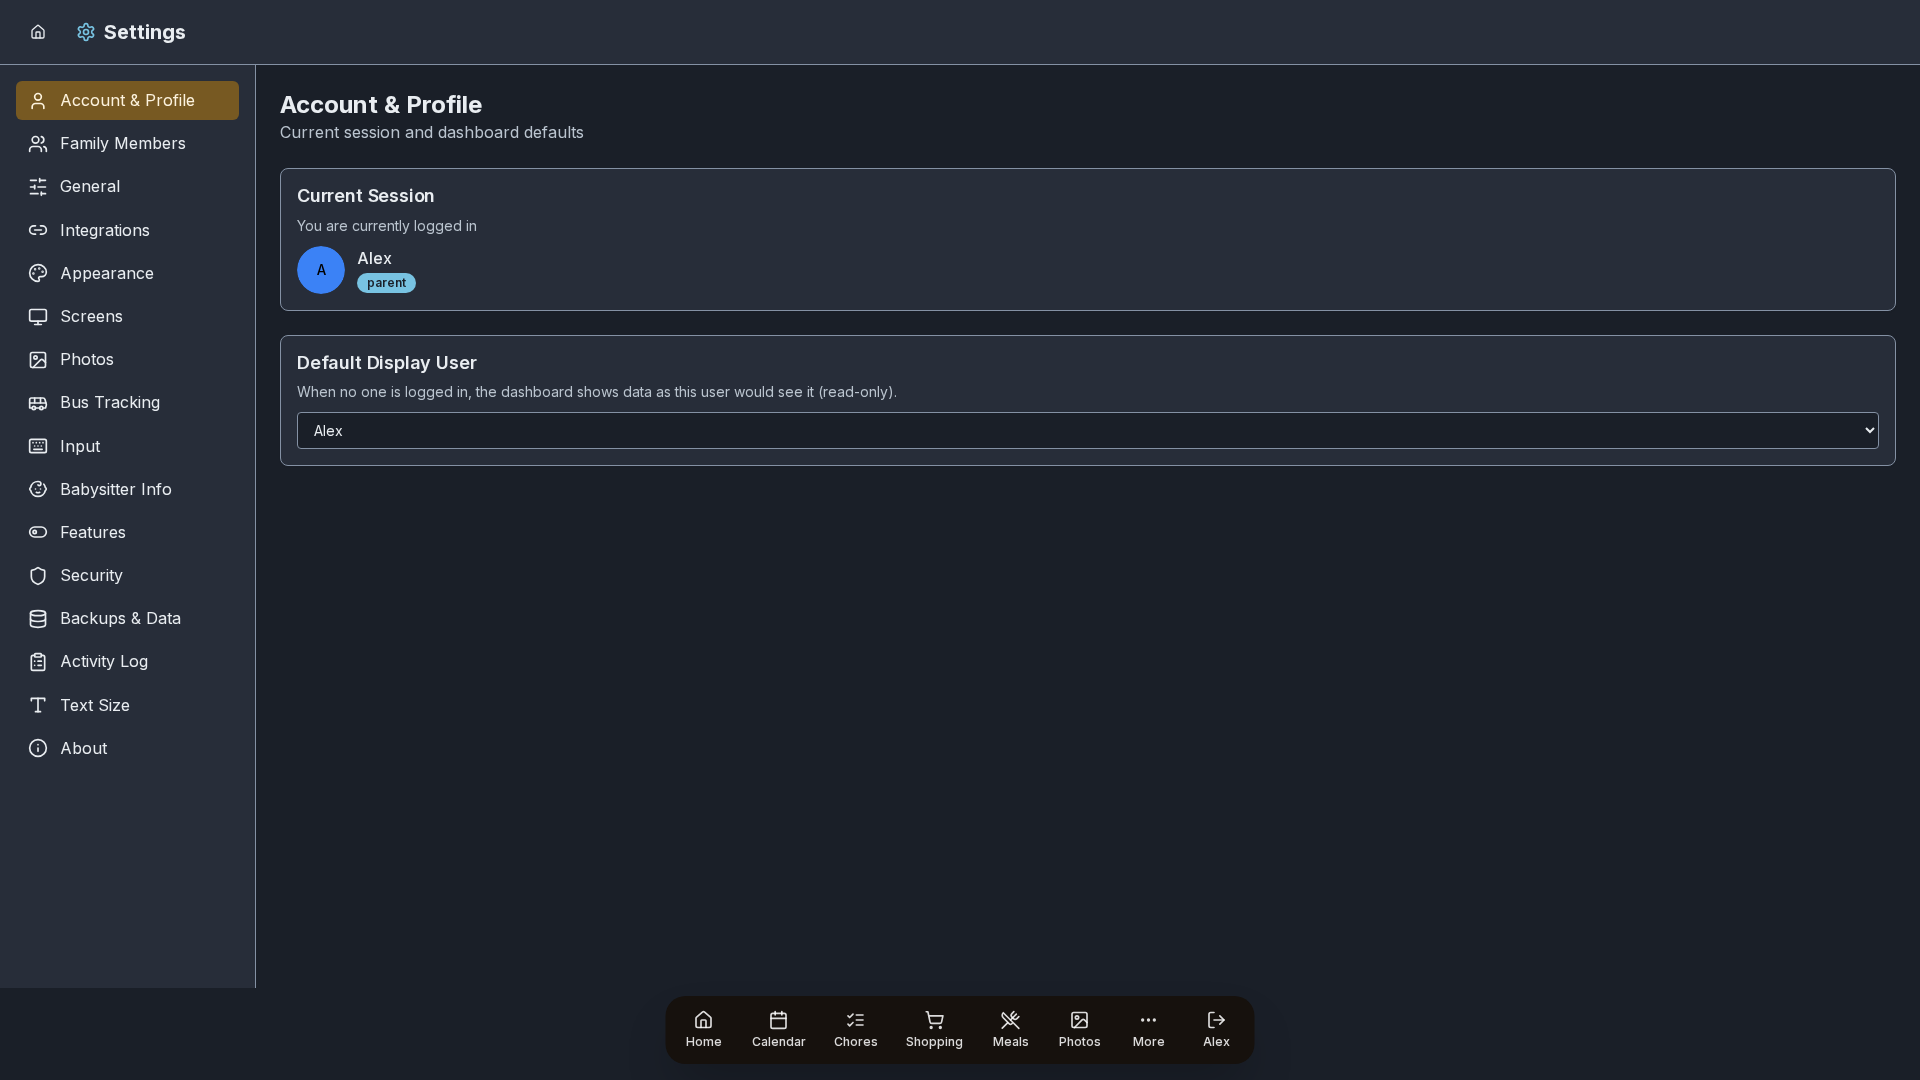 Settings
Account & Profile
Family Members
General
Integrations
Appearance
Screens
Photos
Bus Tracking
Input
Babysitter Info
Features
Security
Backups & Data
Activity Log
Text Size
About
Account & Profile
Current session and dashboard defaults
Current Session
You are currently logged in
A
Alex
parent
Default Display User
When no one is logged in, the dashboard shows data as this user would see it (read-only).
Alex
Home
Calendar
Chores
Shopping
Meals
Photos
More
Alex